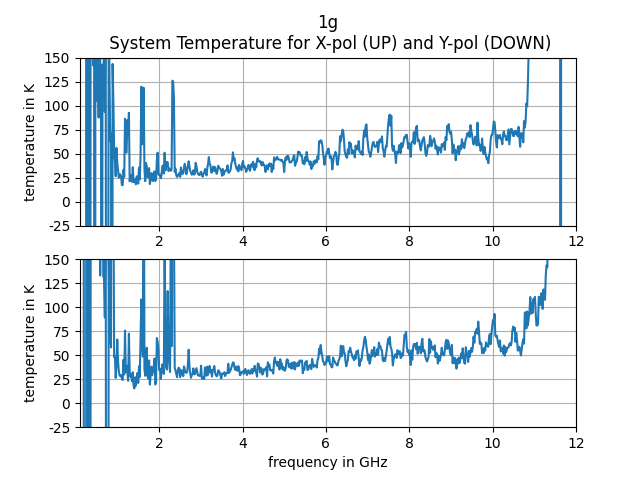 1g
System Temperature for X-pol (UP) and Y-pol (DOWN)
temperature in K
150
125
100
75
50
25
0
-25
2 4 6 8 10 12
temperature in K
150
125
100
75
50
25
0
-25
2 4 6 8 10 12
frequency in GHz